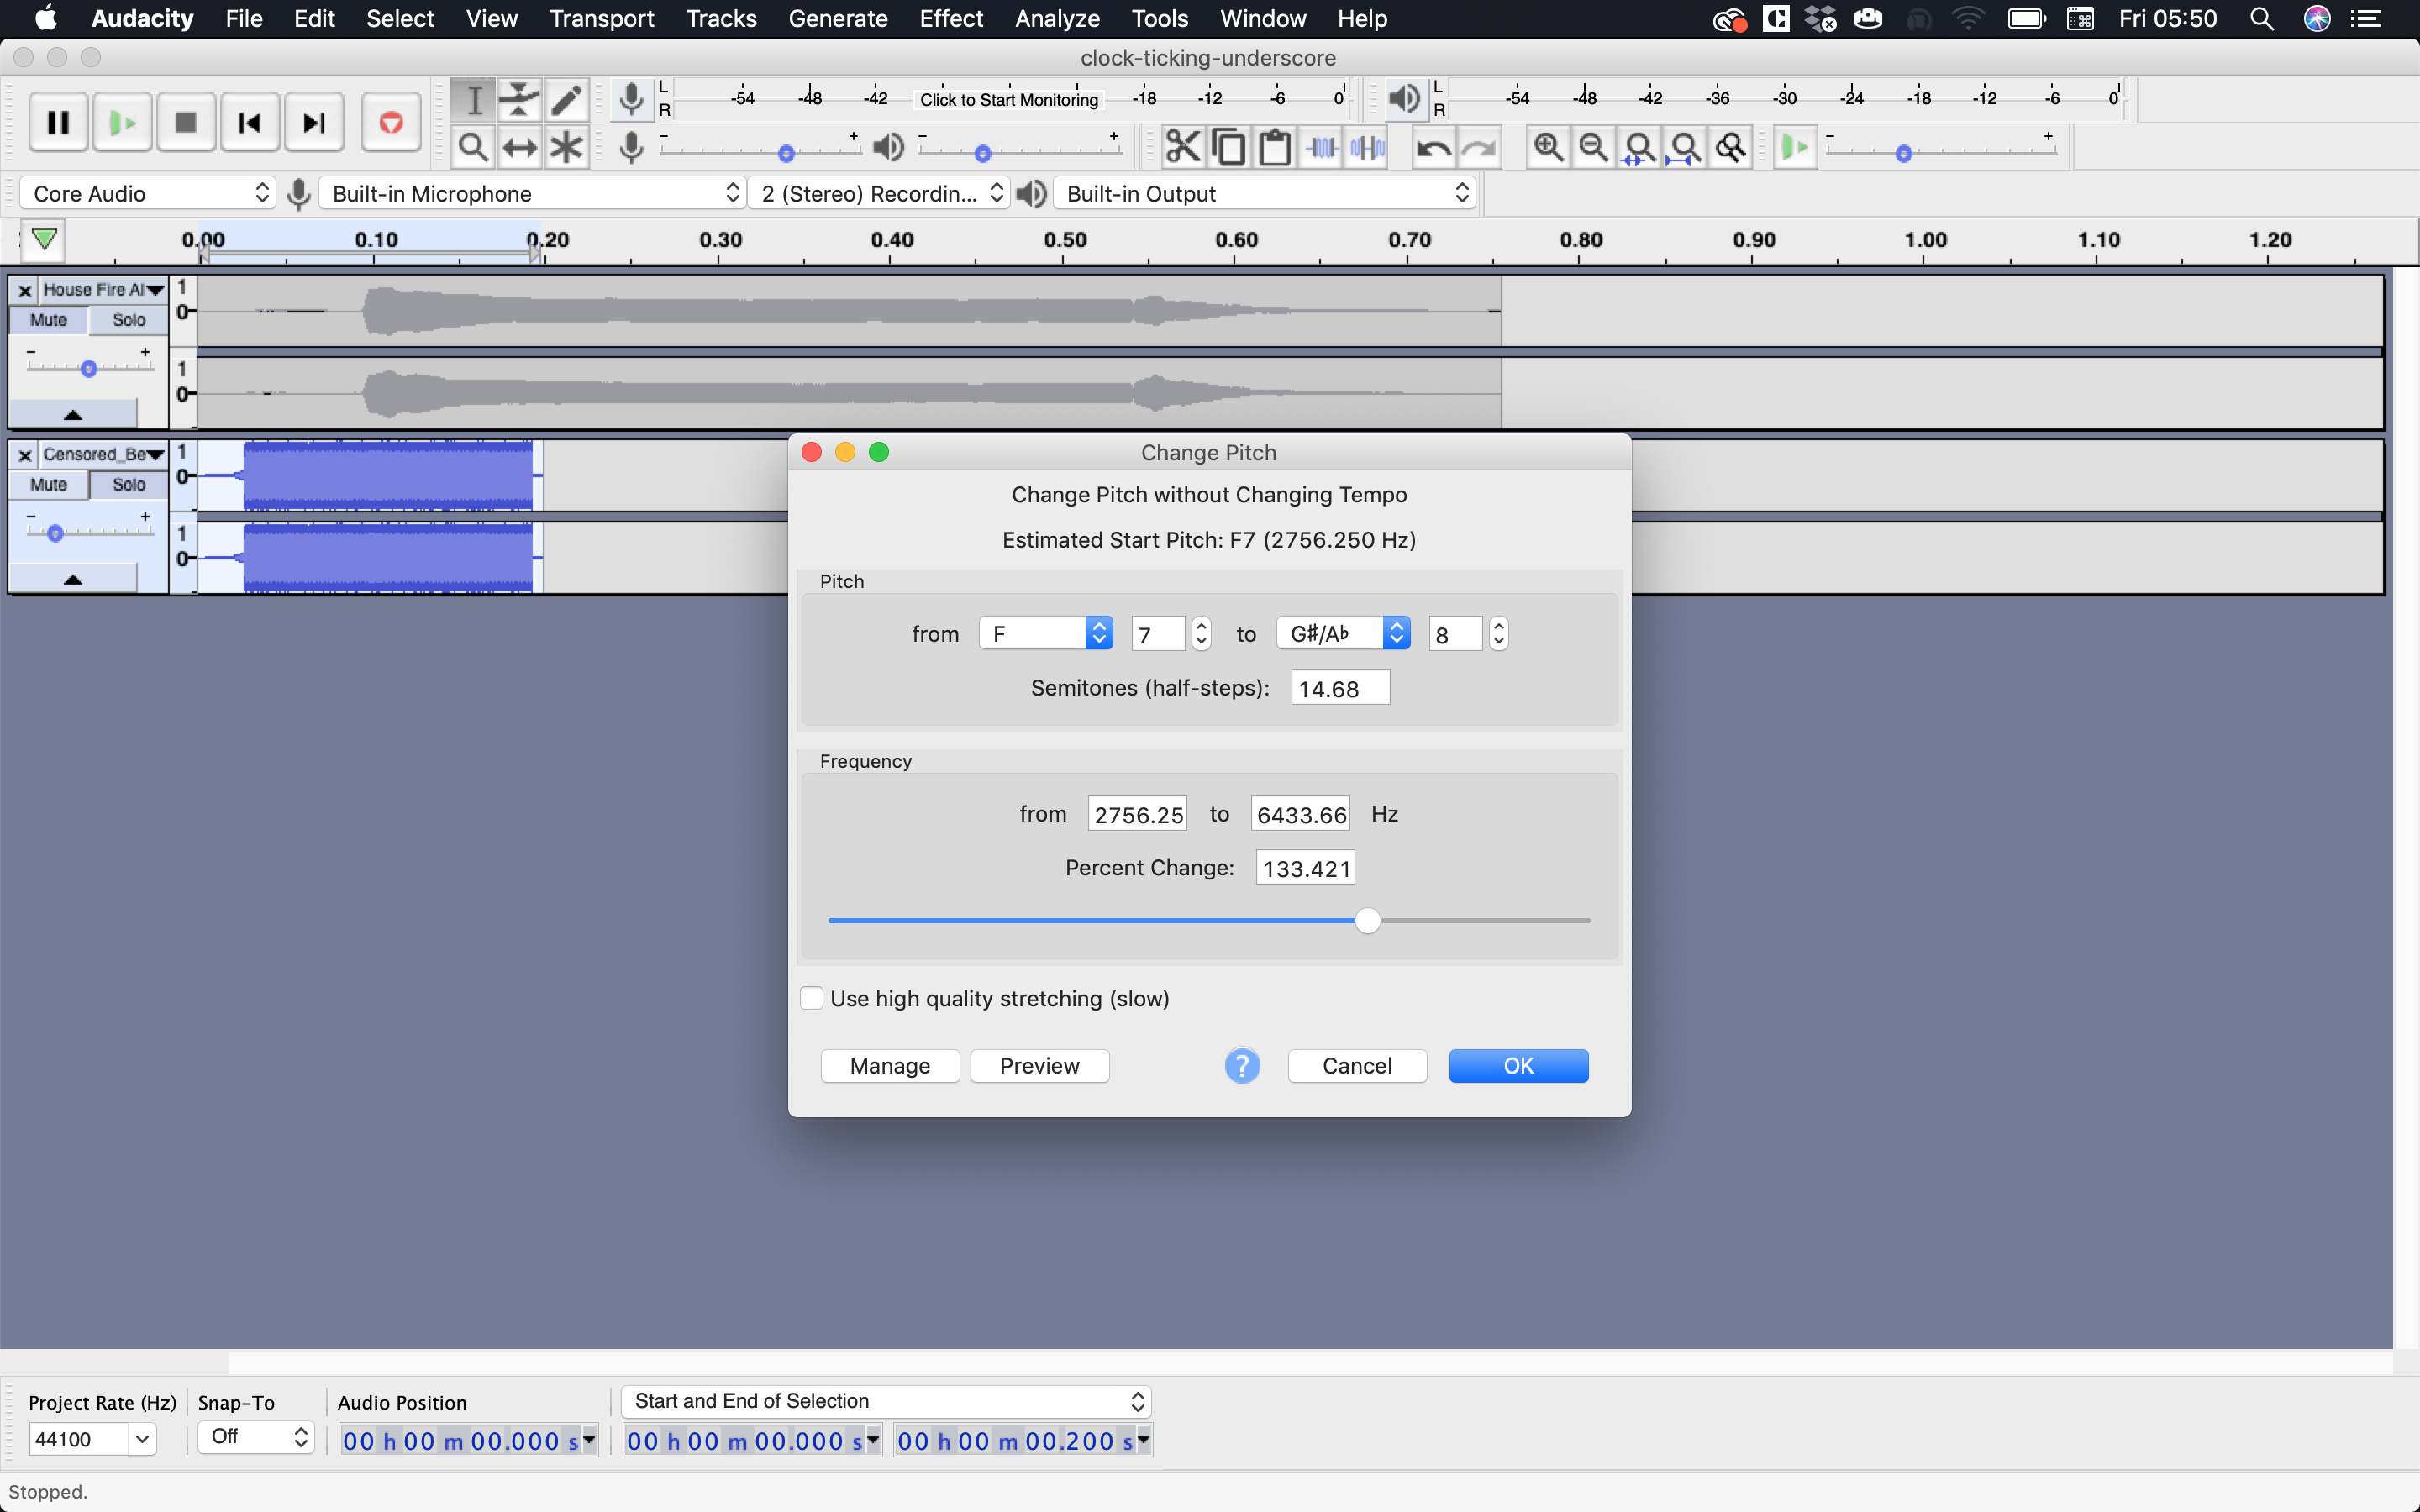 Audacity File Edit Select View Transport Tracks Generate Effect Analyze Tools Window Help Fri 05:50
clock-ticking-underscore
L R -54 -48 -42 Click to Start Monitoring -18 -12 -6 0 L R -54 -48 -42 -36 -30 -24 -18 -12 -6 0
- + - + - +
Core Audio Built-in Microphone 2 (Stereo) Recordin... Built-in Output
0.00 0.10 0.20 0.30 0.40 0.50 0.60 0.70 0.80 0.90 1.00 1.10 1.20
House Fire Al 1
Mute Solo 0
- +
1
0
Censored_Be 1
Mute Solo 0
- +
1
0
Change Pitch
Change Pitch without Changing Tempo
Estimated Start Pitch: F7 (2756.250 Hz)
Pitch
from F 7 to G♯/A♭ 8
Semitones (half-steps): 14.68
Frequency
from 2756.25 to 6433.66 Hz
Percent Change: 133.421
Use high quality stretching (slow)
Manage Preview ? Cancel OK
Project Rate (Hz) Snap-To Audio Position Start and End of Selection
44100 Off 00 h 00 m 00.000 s 00 h 00 m 00.000 s 00 h 00 m 00.200 s
Stopped.